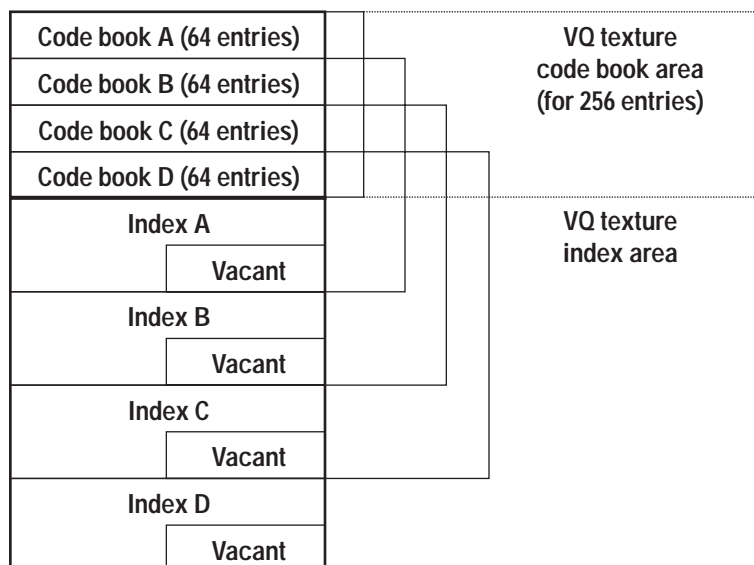 Code book A (64 entries)
Code book B (64 entries)
Code book C (64 entries)
Code book D (64 entries)
Index A
Vacant
Index B
Vacant
Index C
Vacant
Index D
Vacant
VQ texture
code book area
(for 256 entries)
VQ texture
index area